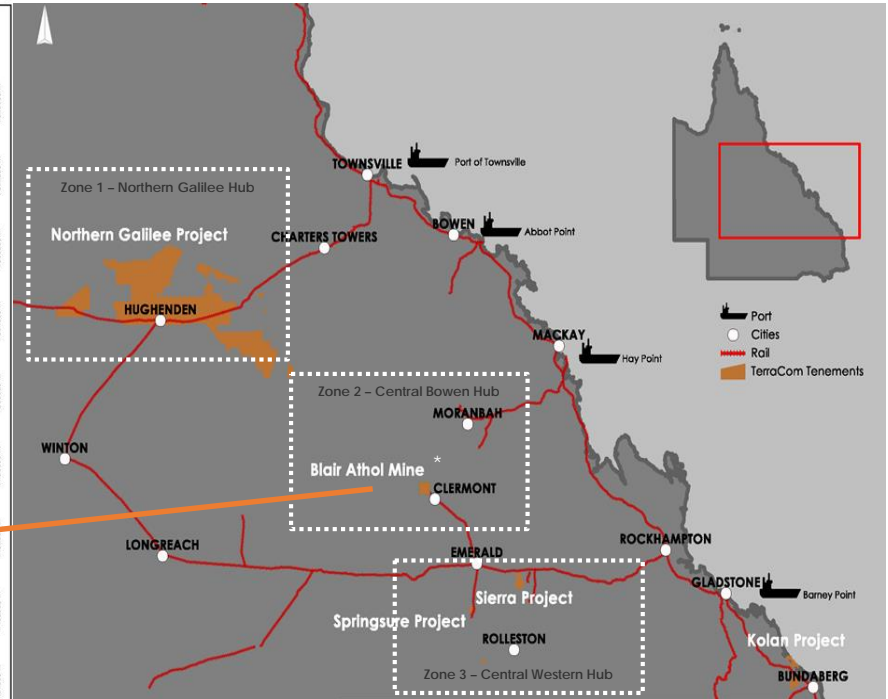 TOWNSVILLE
Port of Townsville
Zone 1 – Northern Galilee Hub
Northern Galilee Project
CHARTERS TOWERS
BOWEN
Abbot Point
HUGHENDEN
Port
Cities
Rail
TerraCom Tenements
MACKAY
Hay Point
Zone 2 – Central Bowen Hub
MORANBAH
WINTON
Blair Athol Mine *
CLERMONT
LONGREACH
EMERALD
ROCKHAMPTON
GLADSTONE
Barney Point
Sierra Project
Springsure Project
ROLLESTON
Kolan Project
Zone 3 – Central Western Hub
BUNDABERG